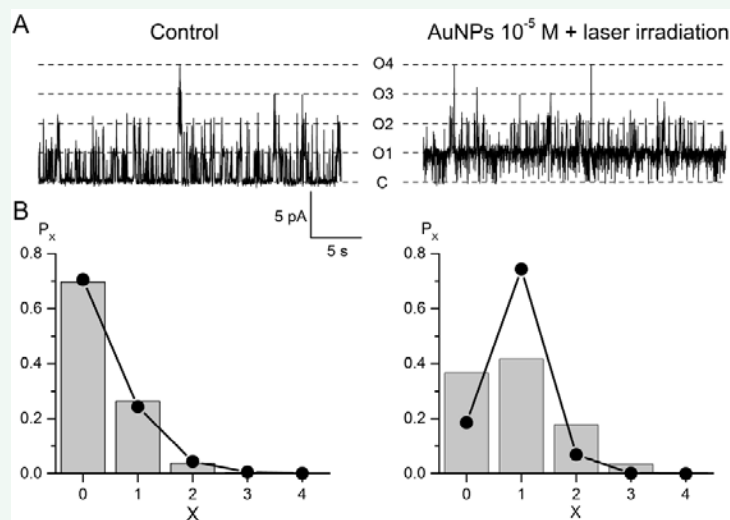 A
Control
AuNPs 10⁻⁵ M + laser irradiation
O4
O3
O2
O1
C
5 pA
5 s
B
Pₓ
0.8
0.6
0.4
0.2
0.0
0 1 2 3 4
X
Pₓ
0.8
0.6
0.4
0.2
0.0
0 1 2 3 4
X